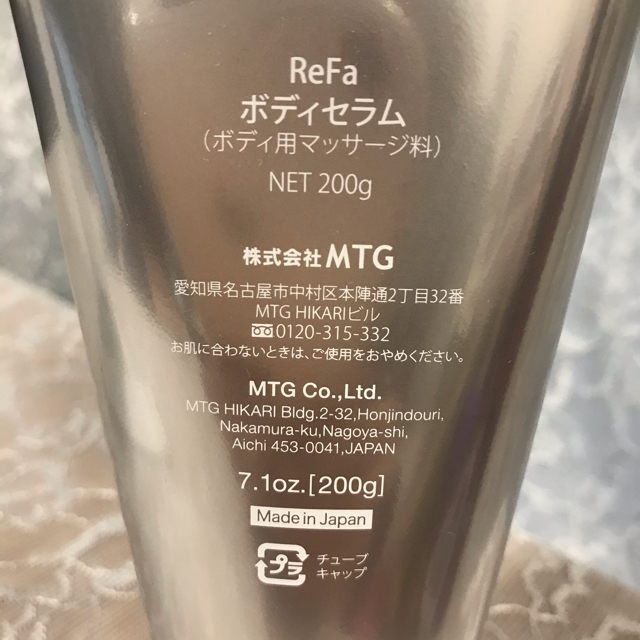 ReFa
ボディセラム
（ボディ用マッサージ料）
NET 200g
株式会社 MTG
愛知県名古屋市中村区本陣通2丁目32番
MTG HIKARIビル
0120-315-332
お肌に合わないときは、ご使用をおやめください。
MTG Co.,Ltd.
MTG HIKARI Bldg.2-32,Honjindouri,
Nakamura-ku,Nagoya-shi,
Aichi 453-0041,JAPAN
7.1oz.[200g]
Made in Japan
プラ チューブ
キャップ